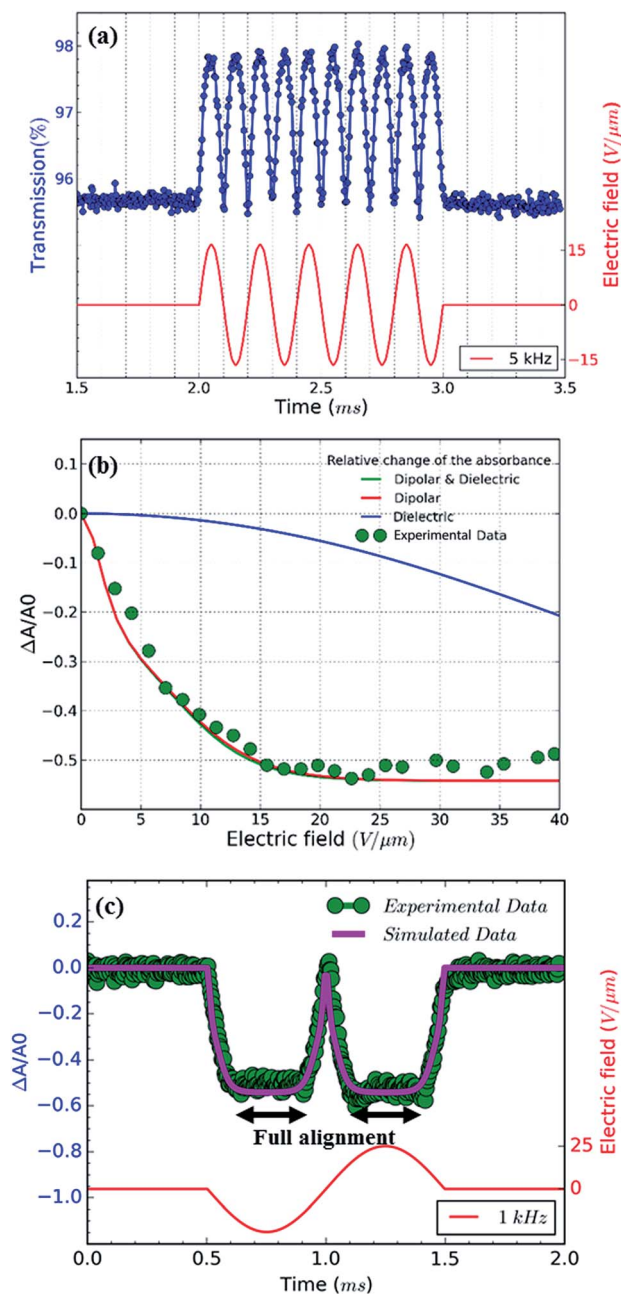 (a)
98
97
96
Transmission(%)
Electric field (V/μm)
15
0
−15
5 kHz
1.5 2.0 2.5 3.0 3.5
Time (ms)
(b)
Relative change of the absorbance
Dipolar & Dielectric
Dipolar
Dielectric
Experimental Data
0.1
0.0
−0.1
−0.2
−0.3
−0.4
−0.5
ΔA/A0
0 5 10 15 20 25 30 35 40
Electric field (V/μm)
(c)
Experimental Data
Simulated Data
0.2
0.0
−0.2
−0.4
−0.6
−0.8
−1.0
ΔA/A0
Full alignment
Electric field (V/μm)
25
0
1 kHz
0.0 0.5 1.0 1.5 2.0
Time (ms)